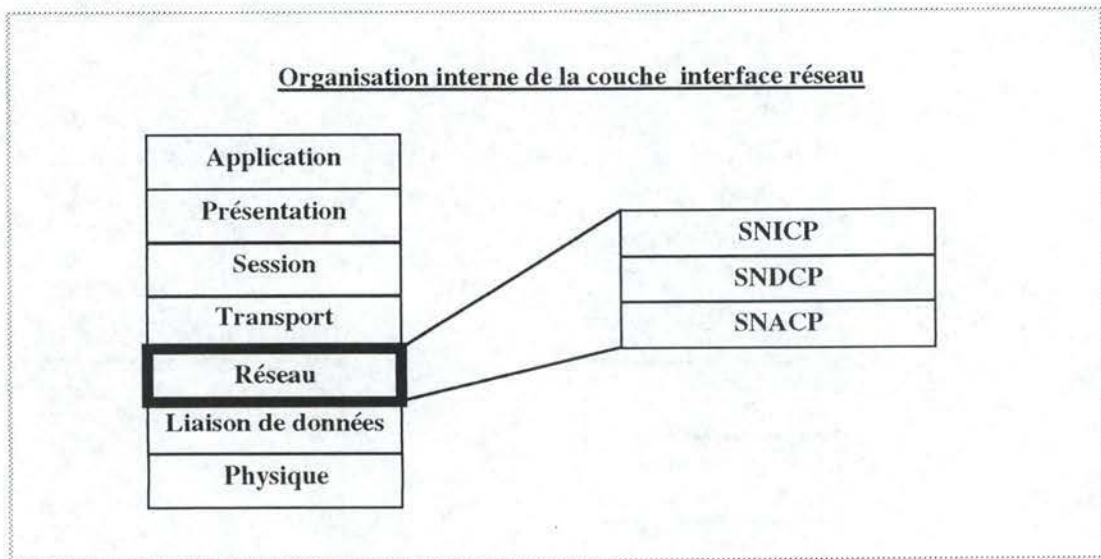 Organisation interne de la couche interface réseau
Application
Présentation
Session
Transport
Réseau
Liaison de données
Physique
SNICP
SNDCP
SNACP